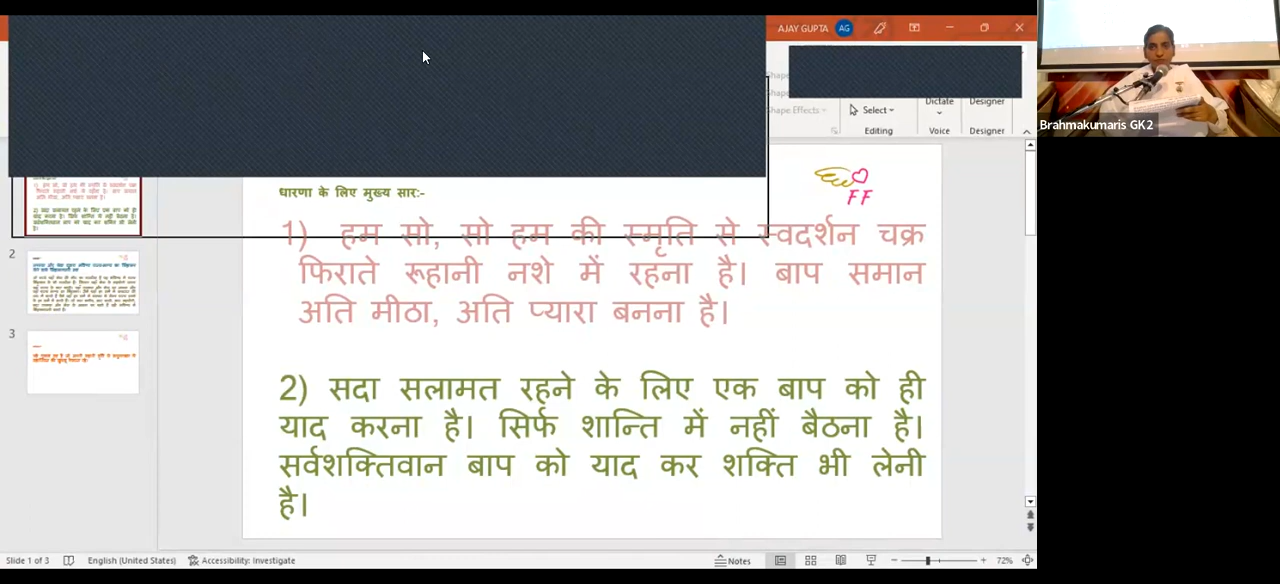 AJAY GUPTA AG
Shape Effects
Select
Dictate
Designer
Editing
Voice
Designer
Brahmakumaris GK2
धारणा के लिए मुख्य सार:-
FF
1) हम सो, सो हम की स्मृति से स्वदर्शन चक्र
फिराते रूहानी नशे में रहना है। बाप समान
अति मीठा, अति प्यारा बनना है।
2) सदा सलामत रहने के लिए एक बाप को ही
याद करना है। सिर्फ शान्ति में नहीं बैठना है।
सर्वशक्तिवान बाप को याद कर शक्ति भी लेनी
है।
2
3
Slide 1 of 3
English (United States)
Accessibility: Investigate
Notes
72%